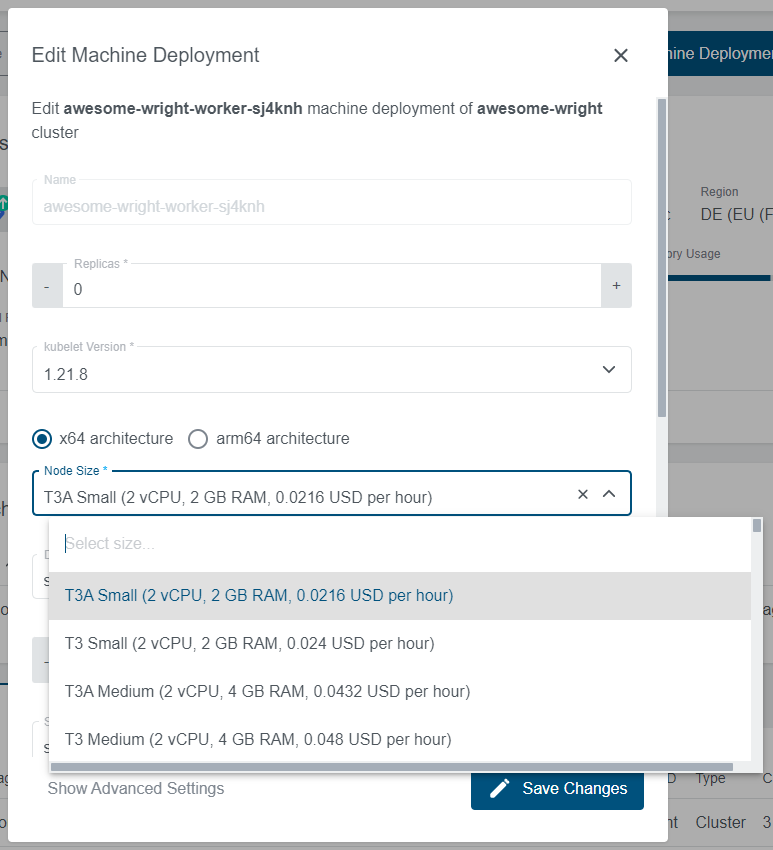 Edit Machine Deployment
Edit awesome-wright-worker-sj4knh machine deployment of awesome-wright
cluster
Name
awesome-wright-worker-sj4knh
Replicas *
-
0
+
kubelet Version *
1.21.8
x64 architecture
arm64 architecture
Node Size *
T3A Small (2 vCPU, 2 GB RAM, 0.0216 USD per hour)
Select size...
T3A Small (2 vCPU, 2 GB RAM, 0.0216 USD per hour)
T3 Small (2 vCPU, 2 GB RAM, 0.024 USD per hour)
T3A Medium (2 vCPU, 4 GB RAM, 0.0432 USD per hour)
T3 Medium (2 vCPU, 4 GB RAM, 0.048 USD per hour)
Show Advanced Settings
Save Changes
Region
DE (EU (F
Usage
Type
Cluster
3